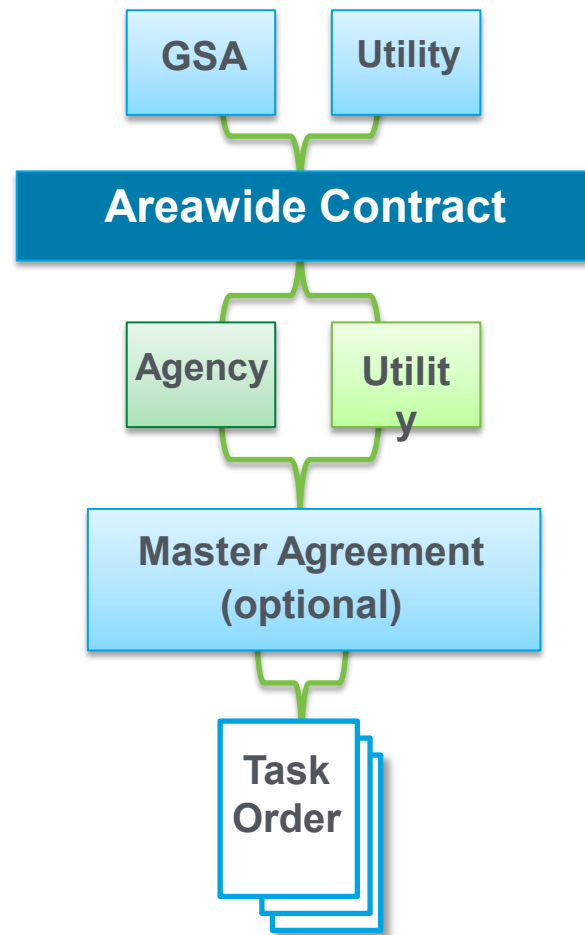 GSA
Utility
Areawide Contract
Agency
Utilit
y
Master Agreement
(optional)
Task
Order